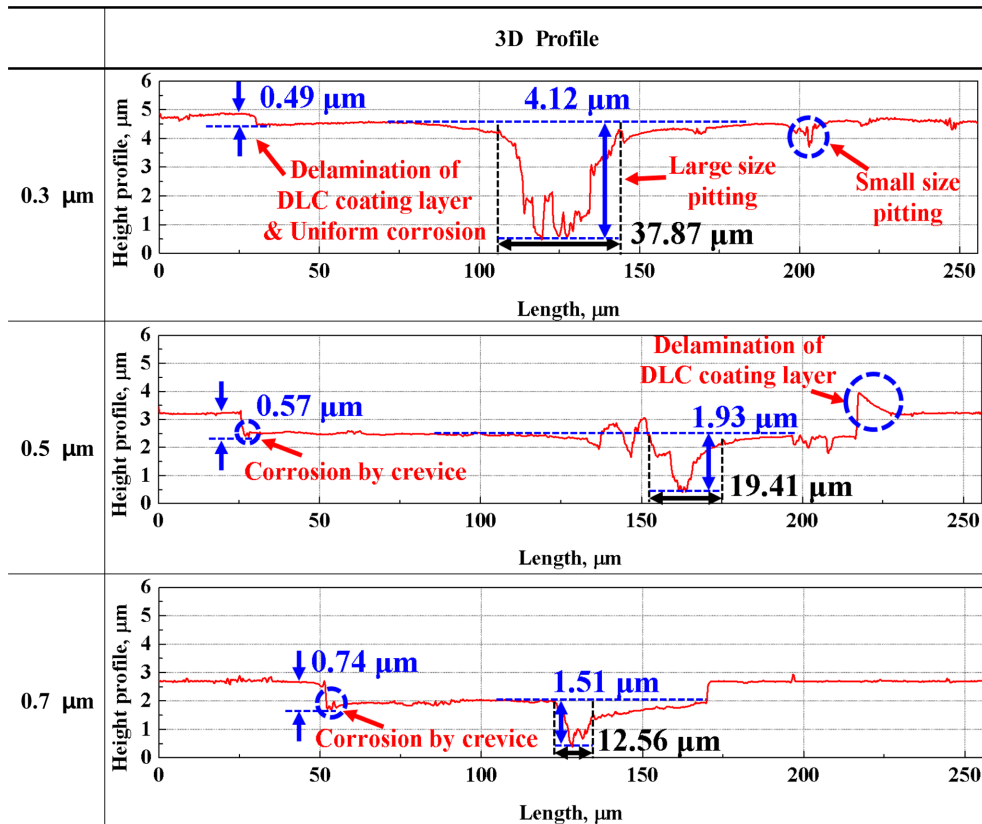 3D Profile
0.3 μm
Height profile, μm
6
5
4
3
2
1
0
0.49 μm
4.12 μm
Delamination of
DLC coating layer
& Uniform corrosion
Large size
pitting
Small size
pitting
37.87 μm
0 50 100 150 200 250
Length, μm
0.5 μm
Height profile, μm
6
5
4
3
2
1
0
Delamination of
DLC coating layer
0.57 μm
1.93 μm
Corrosion by crevice
19.41 μm
0 50 100 150 200 250
Length, μm
0.7 μm
Height profile, μm
6
5
4
3
2
1
0
0.74 μm
1.51 μm
Corrosion by crevice
12.56 μm
0 50 100 150 200 250
Length, μm